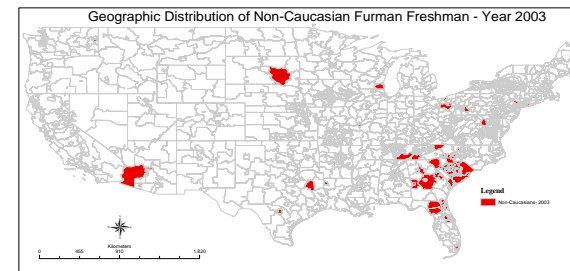 Geographic Distribution of Non-Caucasian Furman Freshman - Year 2003
Legend
Non-Caucasians- 2003
Kilometers
0 455 910 1,820